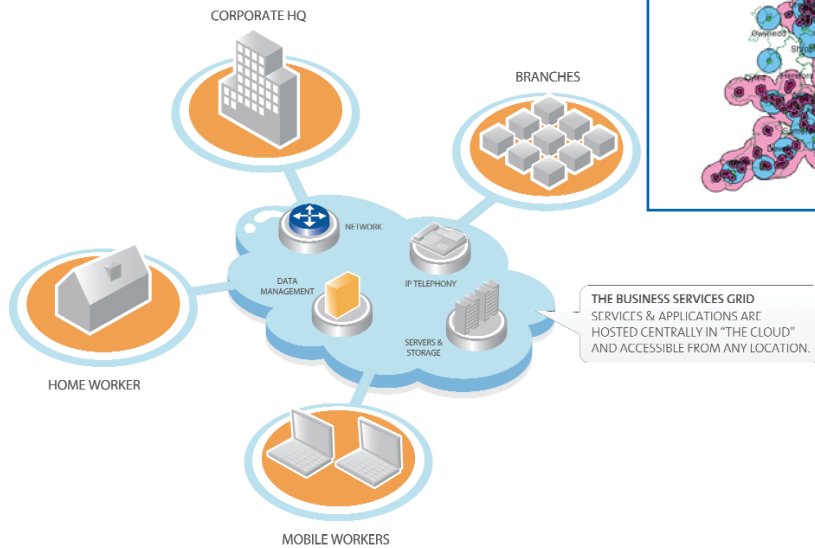 CORPORATE HQ
BRANCHES
NETWORK
IP TELEPHONY
DATA
MANAGEMENT
SERVERS &
STORAGE
THE BUSINESS SERVICES GRID
SERVICES & APPLICATIONS ARE
HOSTED CENTRALLY IN "THE CLOUD"
AND ACCESSIBLE FROM ANY LOCATION.
HOME WORKER
MOBILE WORKERS
Gwynedd